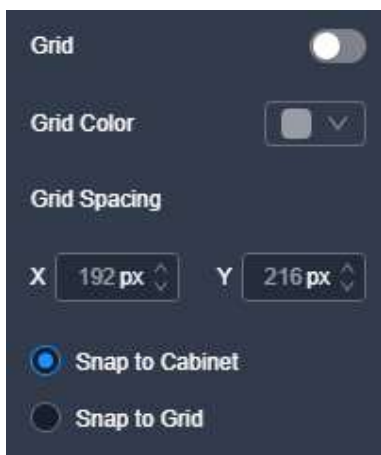 Grid
Grid Color
Grid Spacing
X 192 px Y 216 px
Snap to Cabinet
Snap to Grid